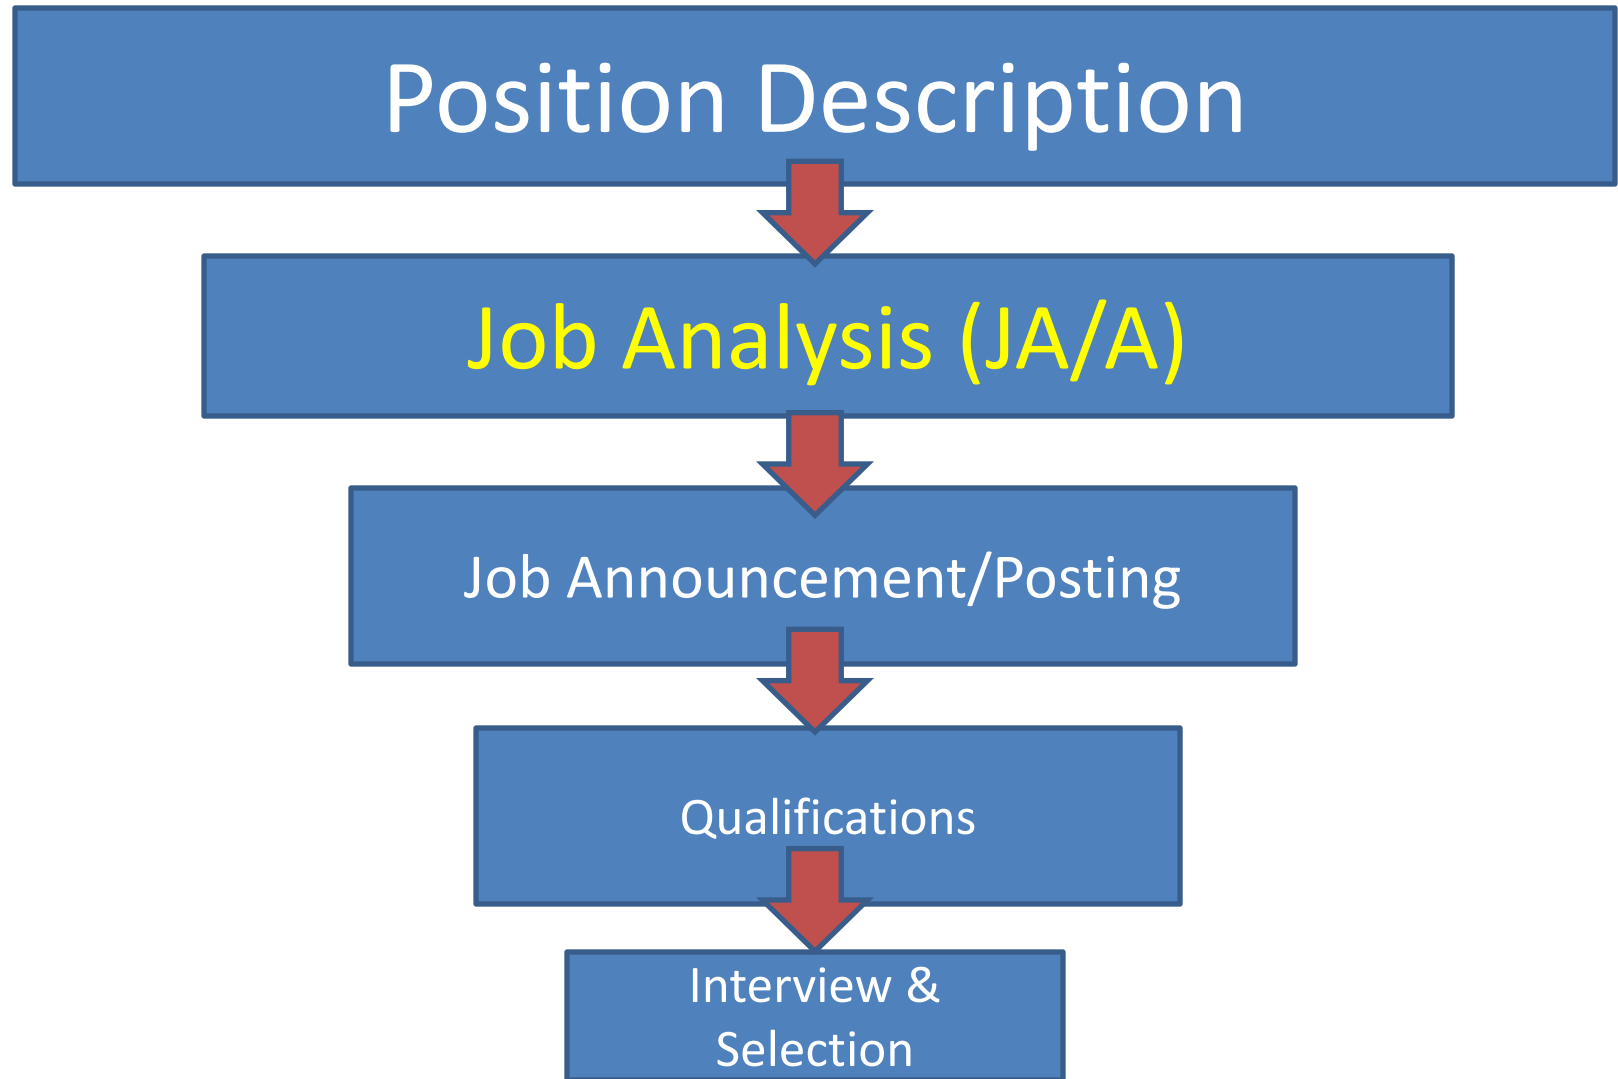 Position Description
Job Analysis (JA/A)
Job Announcement/Posting
Qualifications
Interview &
Selection